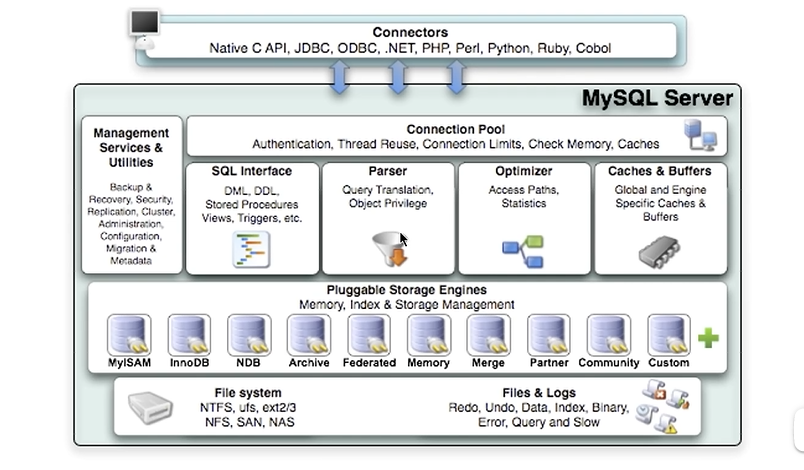 Connectors
Native C API, JDBC, ODBC, .NET, PHP, Perl, Python, Ruby, Cobol
MySQL Server
Management
Services &
Utilities
Backup &
Recovery, Security,
Replication, Cluster,
Administration,
Configuration,
Migration &
Metadata
Connection Pool
Authentication, Thread Reuse, Connection Limits, Check Memory, Caches
SQL Interface
DML, DDL,
Stored Procedures
Views, Triggers, etc.
Parser
Query Translation,
Object Privilege
Optimizer
Access Paths,
Statistics
Caches & Buffers
Global and Engine
Specific Caches &
Buffers
Pluggable Storage Engines
Memory, Index & Storage Management
MyISAM InnoDB NDB Archive Federated Memory Merge Partner Community Custom
File system
NTFS, ufs, ext2/3
NFS, SAN, NAS
Files & Logs
Redo, Undo, Data, Index, Binary,
Error, Query and Slow